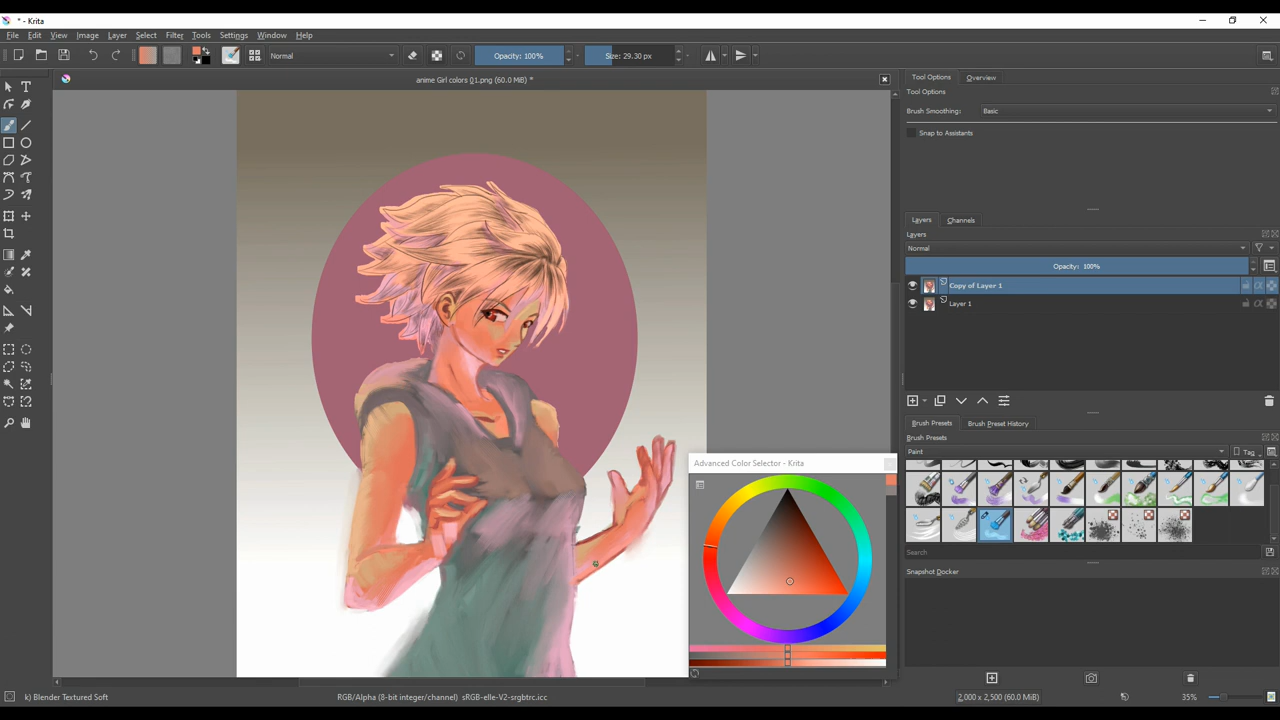 * - Krita
File Edit View Image Layer Select Filter Tools Settings Window Help
Normal Opacity: 100% Size: 29.30 px
anime Girl colors 01.png (60.0 MiB) *
Tool Options Overview
Tool Options
Brush Smoothing: Basic
Snap to Assistants
Layers Channels
Layers
Normal
Opacity: 100%
Copy of Layer 1
Layer 1
Brush Presets Brush Preset History
Brush Presets
Paint Tag
Advanced Color Selector - Krita
Search
Snapshot Docker
k) Blender Textured Soft RGB/Alpha (8-bit integer/channel) sRGB-elle-V2-srgbtrc.icc 2,000 x 2,500 (60.0 MiB) 35%